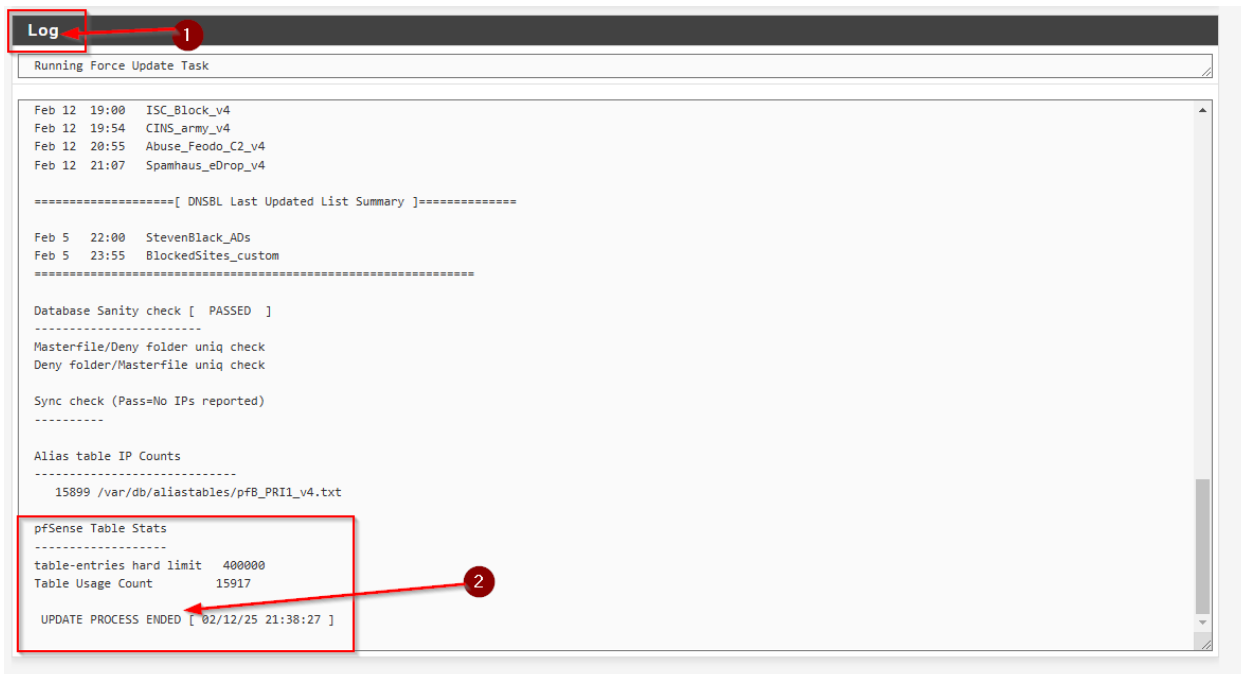 Log
1
Running Force Update Task
Feb 12 19:00 ISC_Block_v4
Feb 12 19:54 CINS_army_v4
Feb 12 20:55 Abuse_Feodo_C2_v4
Feb 12 21:07 Spamhaus_eDrop_v4
====================[ DNSBL Last Updated List Summary ]==============
Feb 5 22:00 StevenBlack_ADs
Feb 5 23:55 BlockedSites_custom
===============================================================
Database Sanity check [ PASSED ]
------------------------
Masterfile/Deny folder uniq check
Deny folder/Masterfile uniq check
Sync check (Pass=No IPs reported)
----------
Alias table IP Counts
-----------------------------
15899 /var/db/aliastables/pfB_PRI1_v4.txt
pfSense Table Stats
-------------------
table-entries hard limit 400000
Table Usage Count 15917
2
UPDATE PROCESS ENDED [ 02/12/25 21:38:27 ]